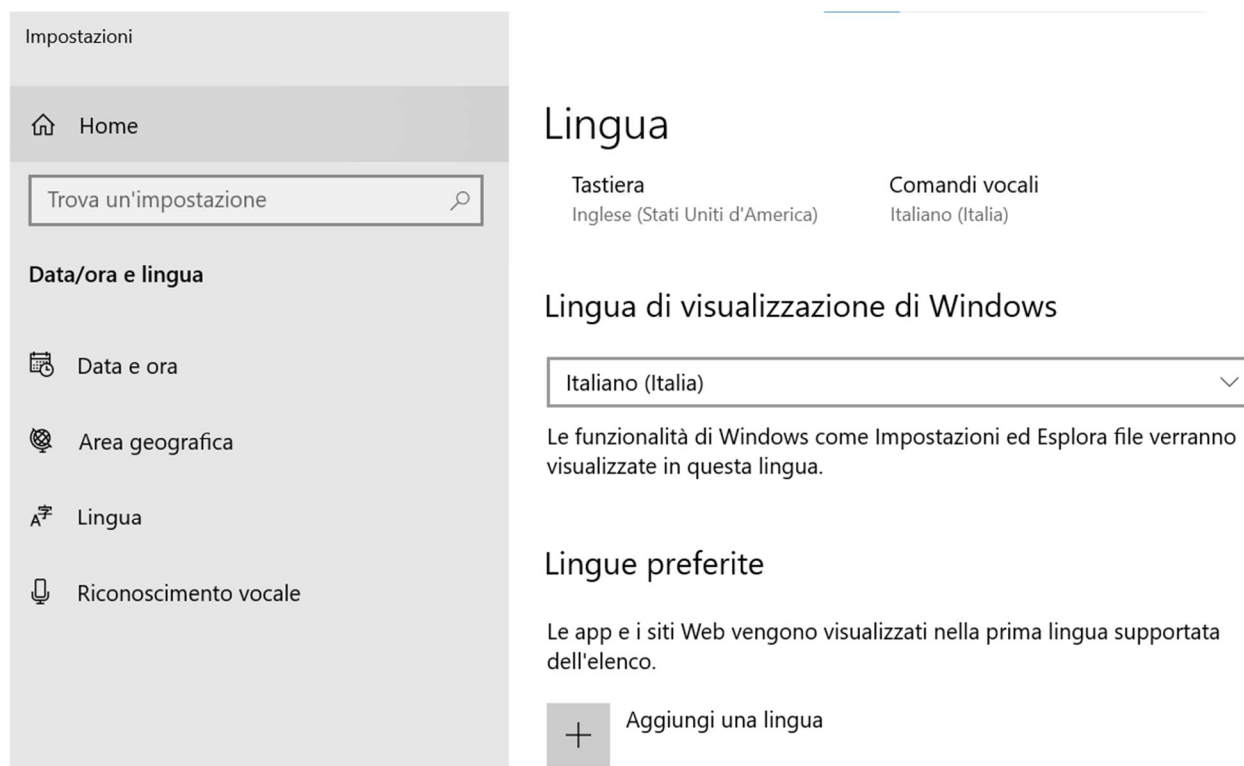 Impostazioni
Home
Trova un'impostazione
Data/ora e lingua
Data e ora
Area geografica
Lingua
Riconoscimento vocale
Lingua
Tastiera
Inglese (Stati Uniti d'America)
Comandi vocali
Italiano (Italia)
Lingua di visualizzazione di Windows
Italiano (Italia)
Le funzionalità di Windows come Impostazioni ed Esplora file verranno
visualizzate in questa lingua.
Lingue preferite
Le app e i siti Web vengono visualizzati nella prima lingua supportata
dell'elenco.
Aggiungi una lingua